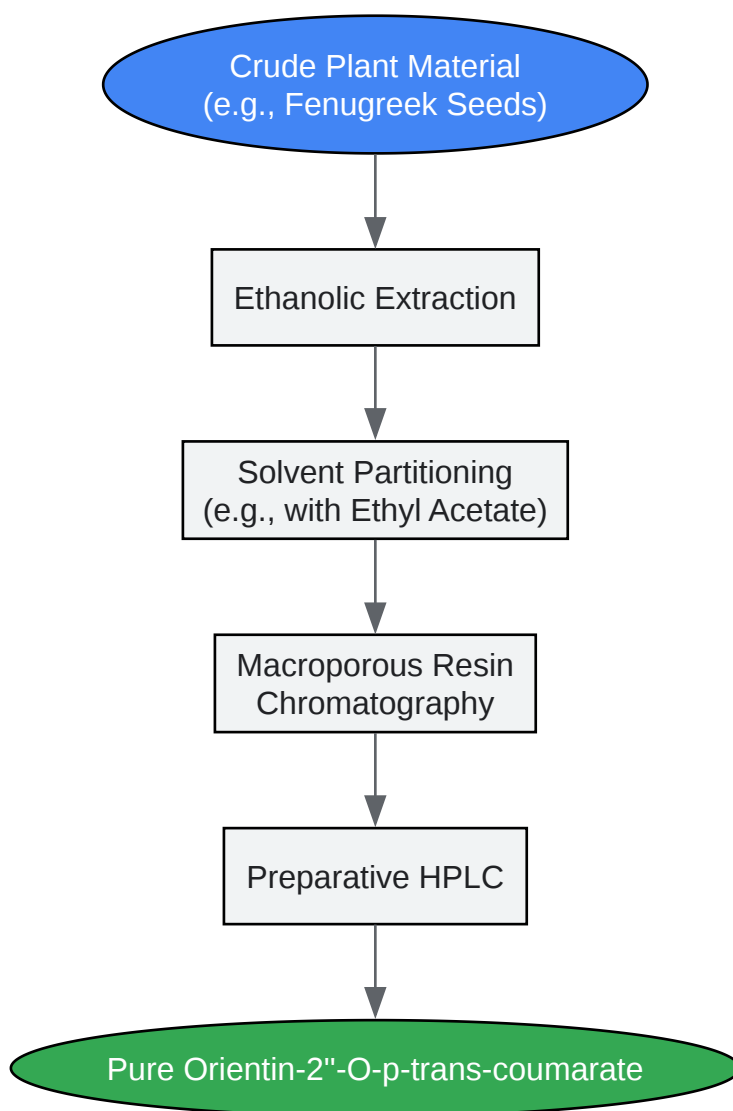 Crude Plant Material
(e.g., Fenugreek Seeds)
Ethanolic Extraction
Solvent Partitioning
(e.g., with Ethyl Acetate)
Macroporous Resin
Chromatography
Preparative HPLC
Pure Orientin-2"-O-p-trans-coumarate